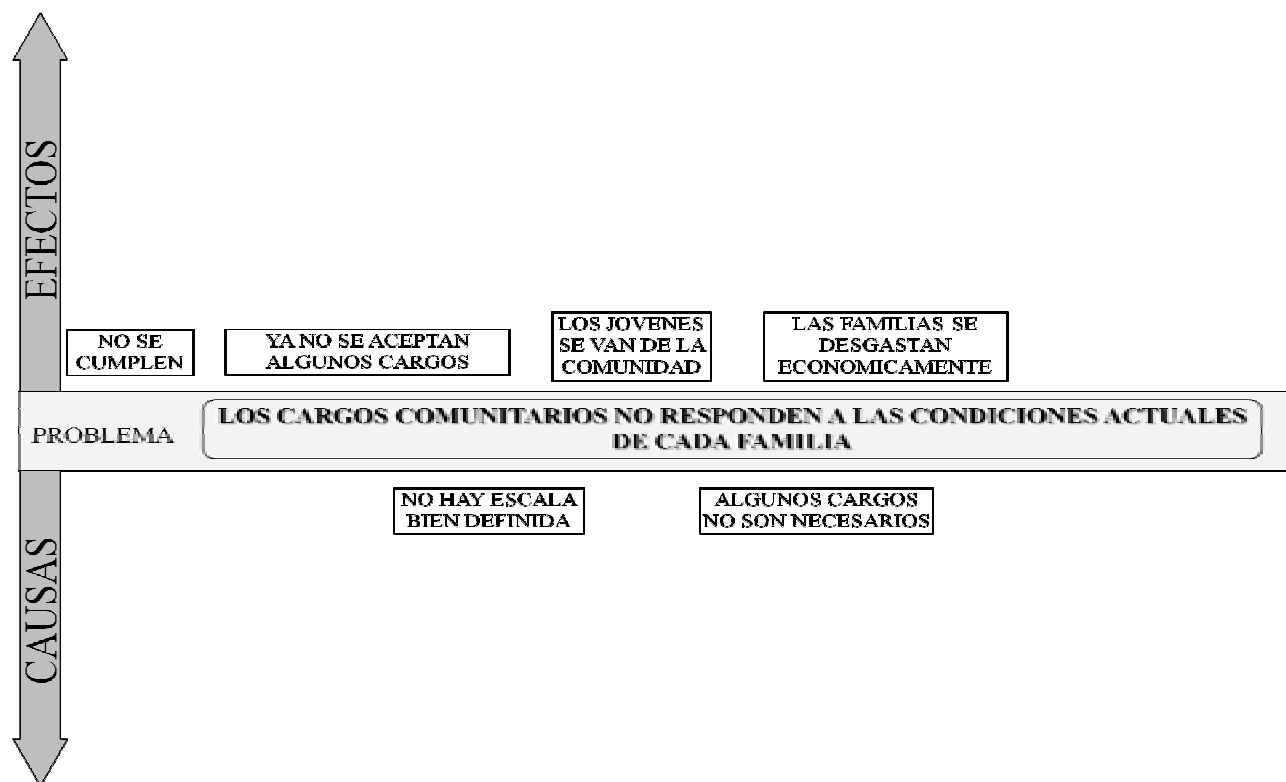 EFECTOS
NO SE
CUMPLEN
YA NO SE ACEPTAN
ALGUNOS CARGOS
LOS JOVENES
SE VAN DE LA
COMUNIDAD
LAS FAMILIAS SE
DESGASTAN
ECONOMICAMENTE
PROBLEMA
LOS CARGOS COMUNITARIOS NO RESPONDEN A LAS CONDICIONES ACTUALES
DE CADA FAMILIA
CAUSAS
NO HAY ESCALA
BIEN DEFINIDA
ALGUNOS CARGOS
NO SON NECESARIOS